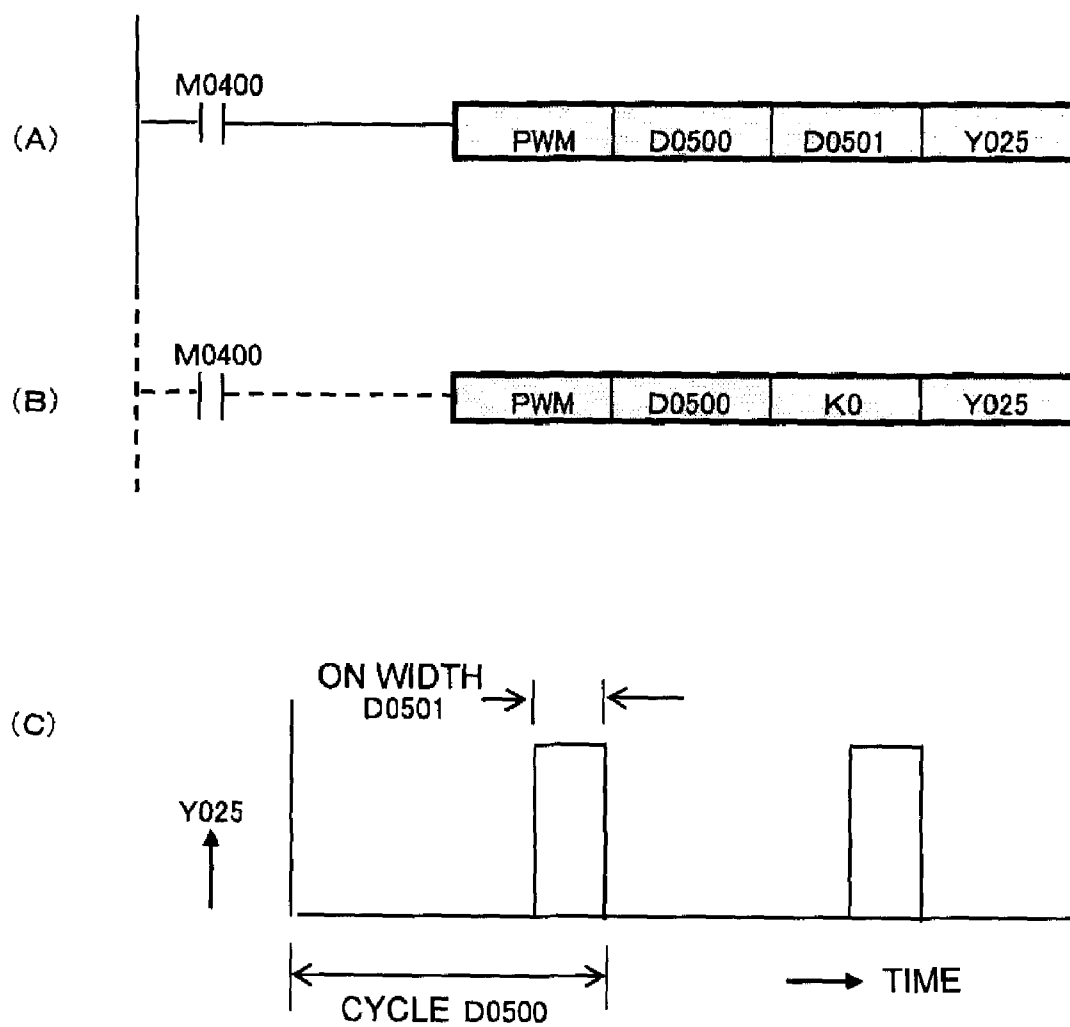 M0400
(A) PWM D0500 D0501 Y025
M0400
(B) PWM D0500 K0 Y025
(C)
ON WIDTH
D0501
Y025
TIME
CYCLE D0500